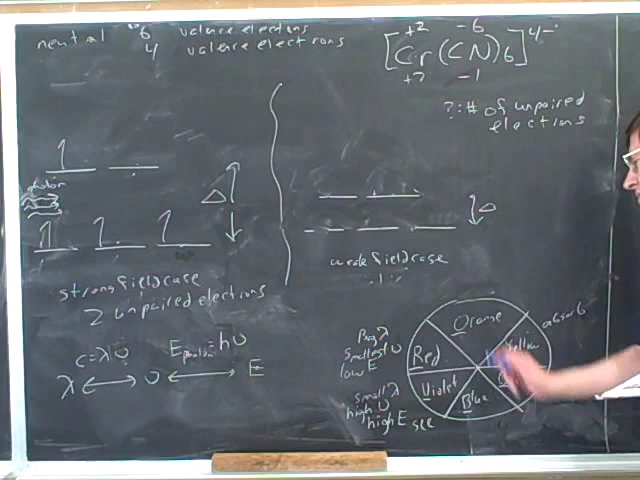 neutral 6 valence electrons
4 valence electrons
+2 -6
[Cr(CN)6]4-
+2 -1
?:# of unpaired
electrons
photon
Δ
Δ
strong field case
2 unpaired electrons
weak field case
c=λυ
E photon = hυ
λ ↔ υ ↔ E
Big λ
smallest υ
low E
small λ
high υ
high E
see
absorb
Orange
Yellow
Red
Violet
Blue